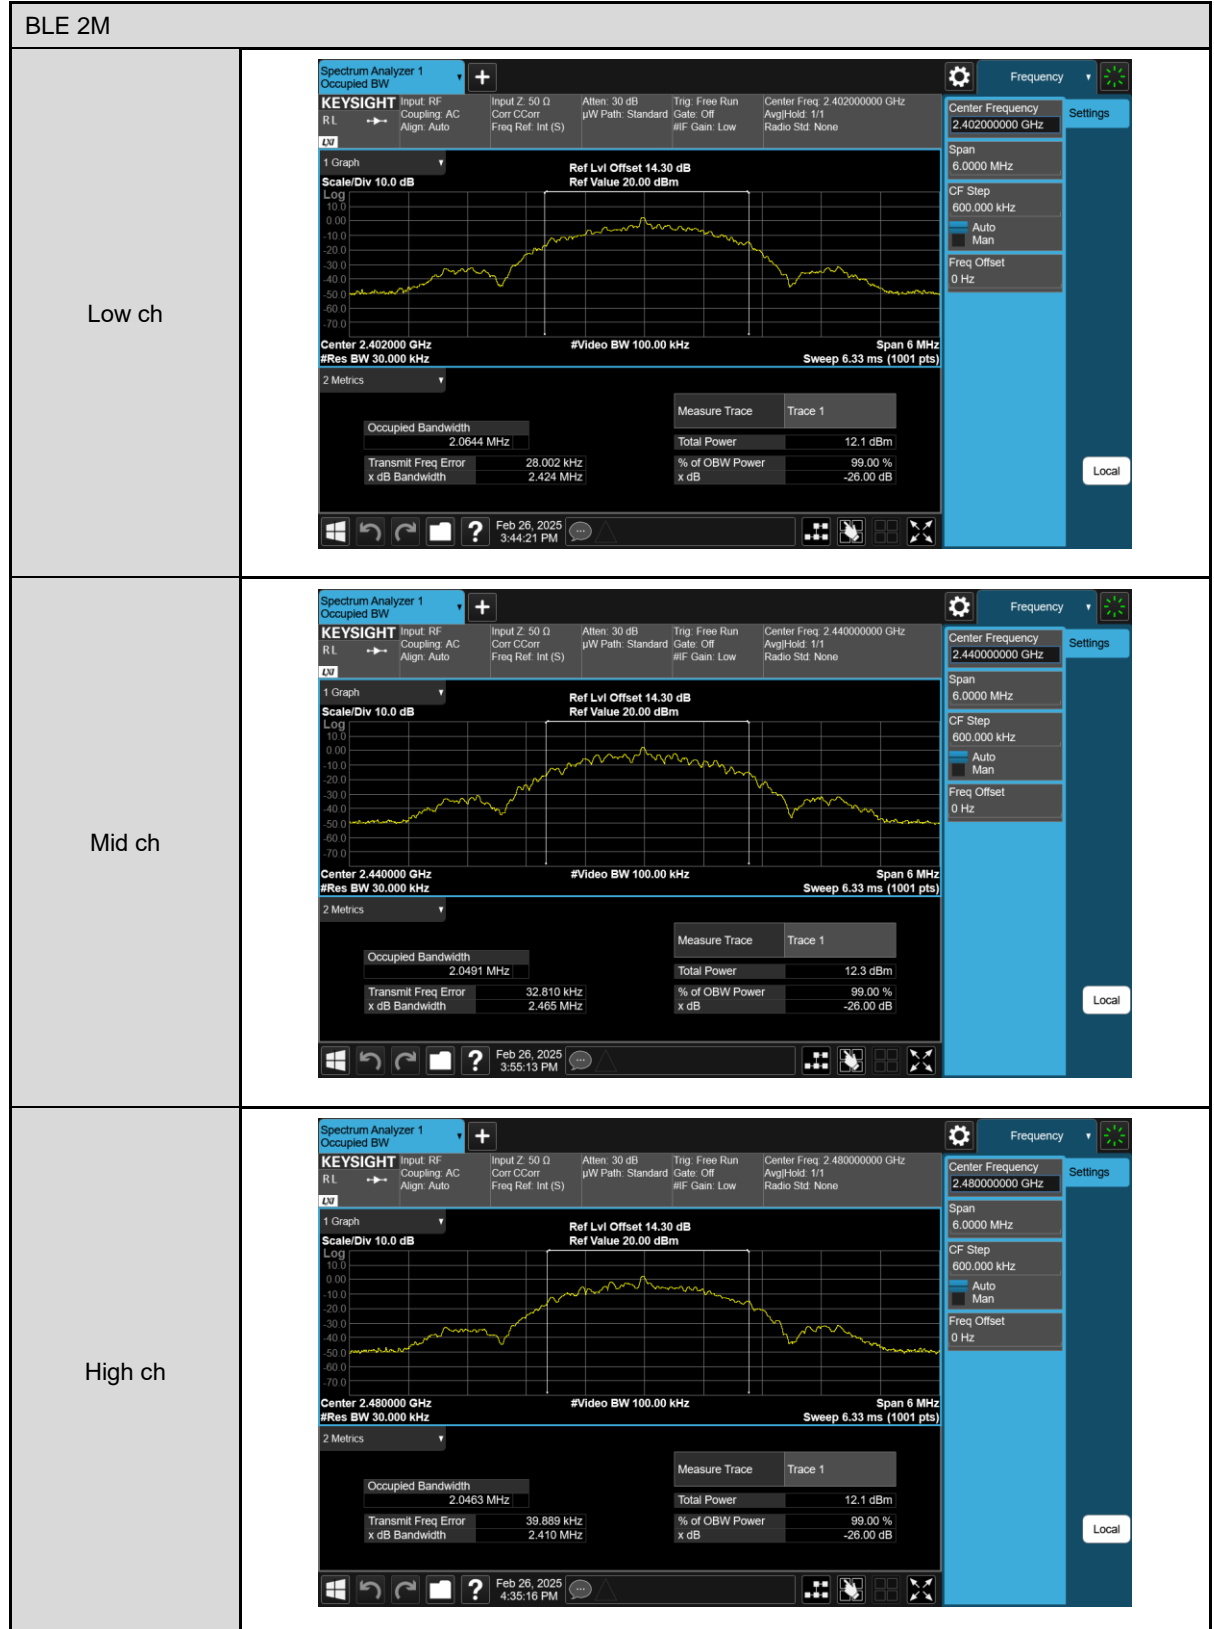 BLE 2M
Low ch
Spectrum Analyzer 1
Occupied BW
Frequency
KEYSIGHT Input: RF Input Z: 50 Ω Atten: 30 dB Trig: Free Run Center Freq: 2.402000000 GHz
RL Coupling: AC Corr CCorr µW Path: Standard Gate: Off Avg|Hold: 1/1
Align: Auto Freq Ref: Int (S) #IF Gain: Low Radio Std: None
LXI
Center Frequency
2.402000000 GHz
Settings
Span
6.0000 MHz
CF Step
600.000 kHz
Auto
Man
Freq Offset
0 Hz
1 Graph
Ref Lvl Offset 14.30 dB
Scale/Div 10.0 dB Ref Value 20.00 dBm
Log
10.0
0.00
-10.0
-20.0
-30.0
-40.0
-50.0
-60.0
-70.0
Center 2.402000 GHz #Video BW 100.00 kHz Span 6 MHz
#Res BW 30.000 kHz Sweep 6.33 ms (1001 pts)
2 Metrics
Measure Trace Trace 1
Occupied Bandwidth
2.0644 MHz
Total Power 12.1 dBm
Transmit Freq Error 28.002 kHz % of OBW Power 99.00 %
x dB Bandwidth 2.424 MHz x dB -26.00 dB
Local
Feb 26, 2025
3:44:21 PM
Mid ch
Spectrum Analyzer 1
Occupied BW
Frequency
KEYSIGHT Input: RF Input Z: 50 Ω Atten: 30 dB Trig: Free Run Center Freq: 2.440000000 GHz
RL Coupling: AC Corr CCorr µW Path: Standard Gate: Off Avg|Hold: 1/1
Align: Auto Freq Ref: Int (S) #IF Gain: Low Radio Std: None
LXI
Center Frequency
2.440000000 GHz
Settings
Span
6.0000 MHz
CF Step
600.000 kHz
Auto
Man
Freq Offset
0 Hz
1 Graph
Ref Lvl Offset 14.30 dB
Scale/Div 10.0 dB Ref Value 20.00 dBm
Log
10.0
0.00
-10.0
-20.0
-30.0
-40.0
-50.0
-60.0
-70.0
Center 2.440000 GHz #Video BW 100.00 kHz Span 6 MHz
#Res BW 30.000 kHz Sweep 6.33 ms (1001 pts)
2 Metrics
Measure Trace Trace 1
Occupied Bandwidth
2.0491 MHz
Total Power 12.3 dBm
Transmit Freq Error 32.810 kHz % of OBW Power 99.00 %
x dB Bandwidth 2.465 MHz x dB -26.00 dB
Local
Feb 26, 2025
3:55:13 PM
High ch
Spectrum Analyzer 1
Occupied BW
Frequency
KEYSIGHT Input: RF Input Z: 50 Ω Atten: 30 dB Trig: Free Run Center Freq: 2.480000000 GHz
RL Coupling: AC Corr CCorr µW Path: Standard Gate: Off Avg|Hold: 1/1
Align: Auto Freq Ref: Int (S) #IF Gain: Low Radio Std: None
LXI
Center Frequency
2.480000000 GHz
Settings
Span
6.0000 MHz
CF Step
600.000 kHz
Auto
Man
Freq Offset
0 Hz
1 Graph
Ref Lvl Offset 14.30 dB
Scale/Div 10.0 dB Ref Value 20.00 dBm
Log
10.0
0.00
-10.0
-20.0
-30.0
-40.0
-50.0
-60.0
-70.0
Center 2.480000 GHz #Video BW 100.00 kHz Span 6 MHz
#Res BW 30.000 kHz Sweep 6.33 ms (1001 pts)
2 Metrics
Measure Trace Trace 1
Occupied Bandwidth
2.0463 MHz
Total Power 12.1 dBm
Transmit Freq Error 39.889 kHz % of OBW Power 99.00 %
x dB Bandwidth 2.410 MHz x dB -26.00 dB
Local
Feb 26, 2025
4:35:16 PM